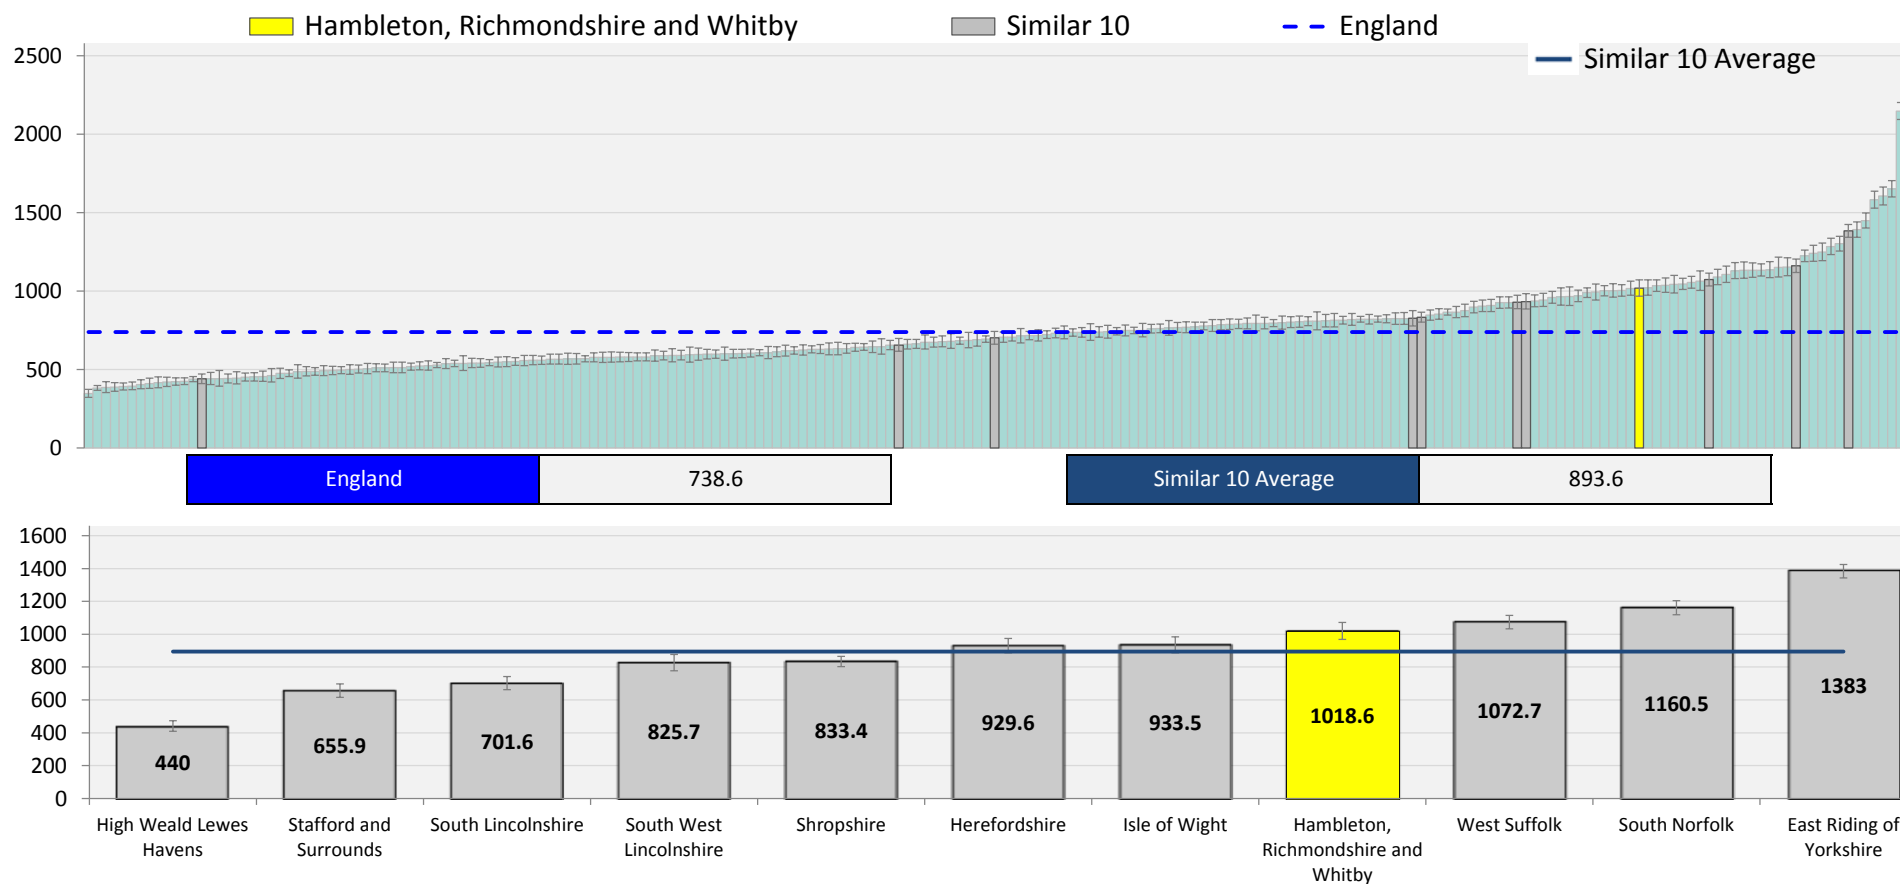 Hambleton, Richmondshire and Whitby
Similar 10
England
Similar 10 Average
2500
2000
1500
1000
500
0
England
738.6
Similar 10 Average
893.6
1600
1400
1200
1000
800
600
400
200
0
440
655.9
701.6
825.7
833.4
929.6
933.5
1018.6
1072.7
1160.5
1383
High Weald Lewes
Havens
Stafford and
Surrounds
South Lincolnshire
South West
Lincolnshire
Shropshire
Herefordshire
Isle of Wight
Hambleton,
Richmondshire and
Whitby
West Suffolk
South Norfolk
East Riding of
Yorkshire